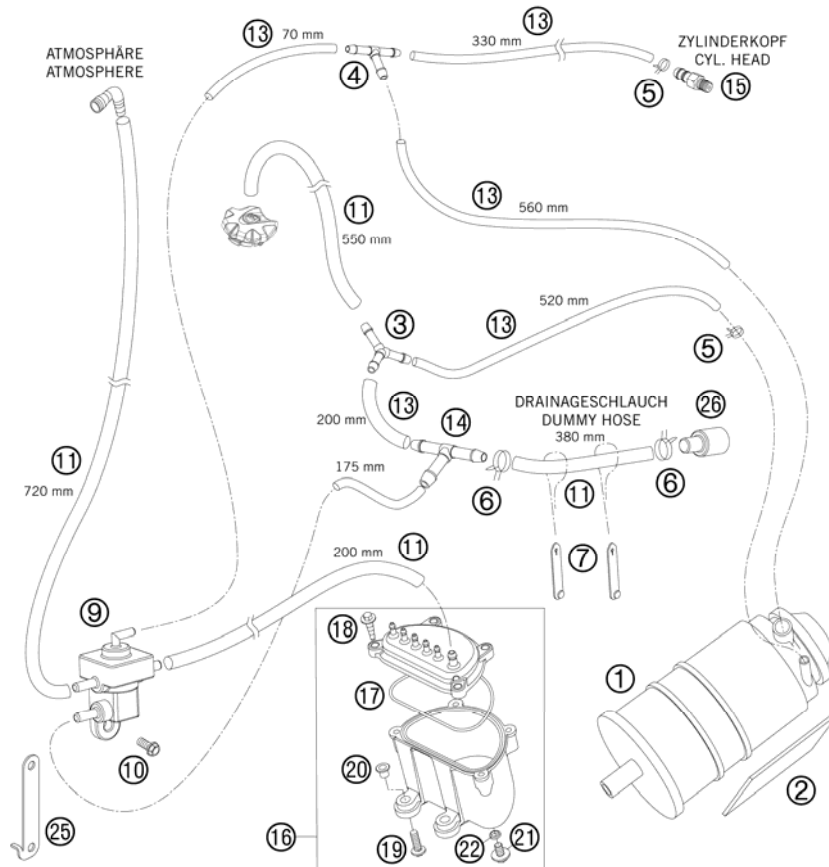 13
70 mm
13
330 mm
ATMOSPHÄRE
ATMOSPHERE
4
5
ZYLINDERKOPF
CYL. HEAD
15
11
550 mm
13
560 mm
3
520 mm
13
5
13
200 mm
14
DRAINAGESCHLAUCH
DUMMY HOSE
380 mm
26
11
720 mm
175 mm
6
11
6
200 mm
11
7
9
10
18
17
1
2
20
25
16
19
22
21